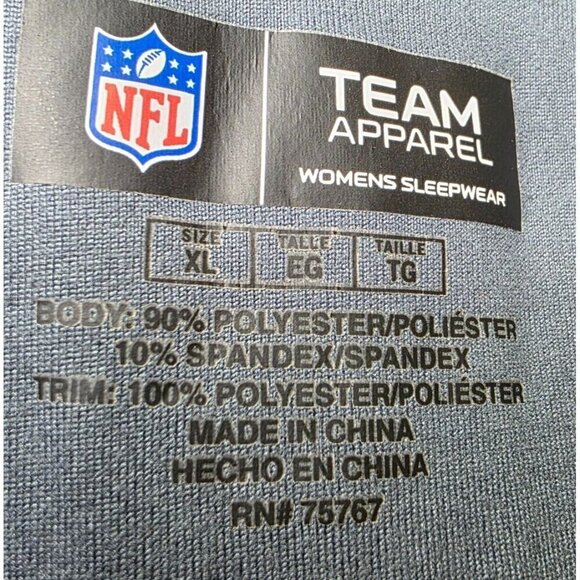 NFL
TEAM
APPAREL
WOMENS SLEEPWEAR
SIZE TALLE TAILLE
XL EG TG
BODY: 90% POLYESTER/POLIÉSTER
10% SPANDEX/SPANDEX
TRIM: 100% POLYESTER/POLIÉSTER
MADE IN CHINA
HECHO EN CHINA
RN# 75767